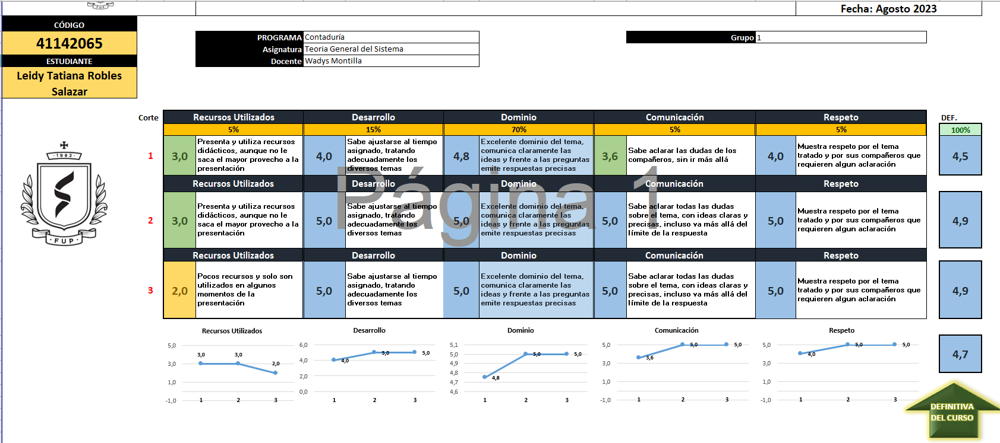 FUP
Fecha: Agosto 2023
CÓDIGO
41142065
ESTUDIANTE
Leidy Tatiana Robles
Salazar
PROGRAMA Contaduría
Asignatura Teoria General del Sistema
Docente Wadys Montilla
Grupo 1
·1982·
FUP.
Corte Recursos Utilizados Desarrollo Dominio Comunicación Respeto DEF.
5% 15% 70% 5% 5% 100%
1
3,0
Presenta y utiliza recursos
didácticos, aunque no le
saca el mayor provecho a la
presentación
4,0
Sabe ajustarse al tiempo
asignado, tratando
adecuadamente los
diversos temas
4,8
Excelente dominio del tema,
comunica claramente las
ideas y frente a las preguntas
emite respuestas precisas
3,6
Sabe aclarar las dudas de los
compañeros, sin ir más allá
4,0
Muestra respeto por el tema
tratado y por sus compañeros que
requieren algun aclaración
4,5
Página 1
Recursos Utilizados Desarrollo Dominio Comunicación Respeto
2
3,0
Presenta y utiliza recursos
didácticos, aunque no le
saca el mayor provecho a la
presentación
5,0
Sabe ajustarse al tiempo
asignado, tratando
adecuadamente los
diversos temas
5,0
Excelente dominio del tema,
comunica claramente las
ideas y frente a las preguntas
emite respuestas precisas
5,0
Sabe aclarar todas las dudas
sobre el tema, con ideas claras y
precisas, incluso va más allá del
límite de la respuesta
5,0
Muestra respeto por el tema
tratado y por sus compañeros que
requieren algun aclaración
4,9
Recursos Utilizados Desarrollo Dominio Comunicación Respeto
3
2,0
Pocos recursos y solo son
utilizados en algunos
momentos de la
presentación
5,0
Sabe ajustarse al tiempo
asignado, tratando
adecuadamente los
diversos temas
5,0
Excelente dominio del tema,
comunica claramente las
ideas y frente a las preguntas
emite respuestas precisas
5,0
Sabe aclarar todas las dudas
sobre el tema, con ideas claras y
precisas, incluso va más allá del
límite de la respuesta
5,0
Muestra respeto por el tema
tratado y por sus compañeros que
requieren algun aclaración
4,9
Recursos Utilizados
5,0
3,0
1,0
-1,0
3,0 3,0 2,0
1 2 3
Desarrollo
6,0
4,0
2,0
0,0
4,0 5,0 5,0
1 2 3
Dominio
5,1
5,0
4,9
4,8
4,7
4,6
4,8 5,0 5,0
1 2 3
Comunicación
5,0
3,0
1,0
-1,0
3,6 5,0 5,0
1 2 3
Respeto
5,0
3,0
1,0
-1,0
4,0 5,0 5,0
1 2 3
4,7
DEFINITIVA
DEL CURSO